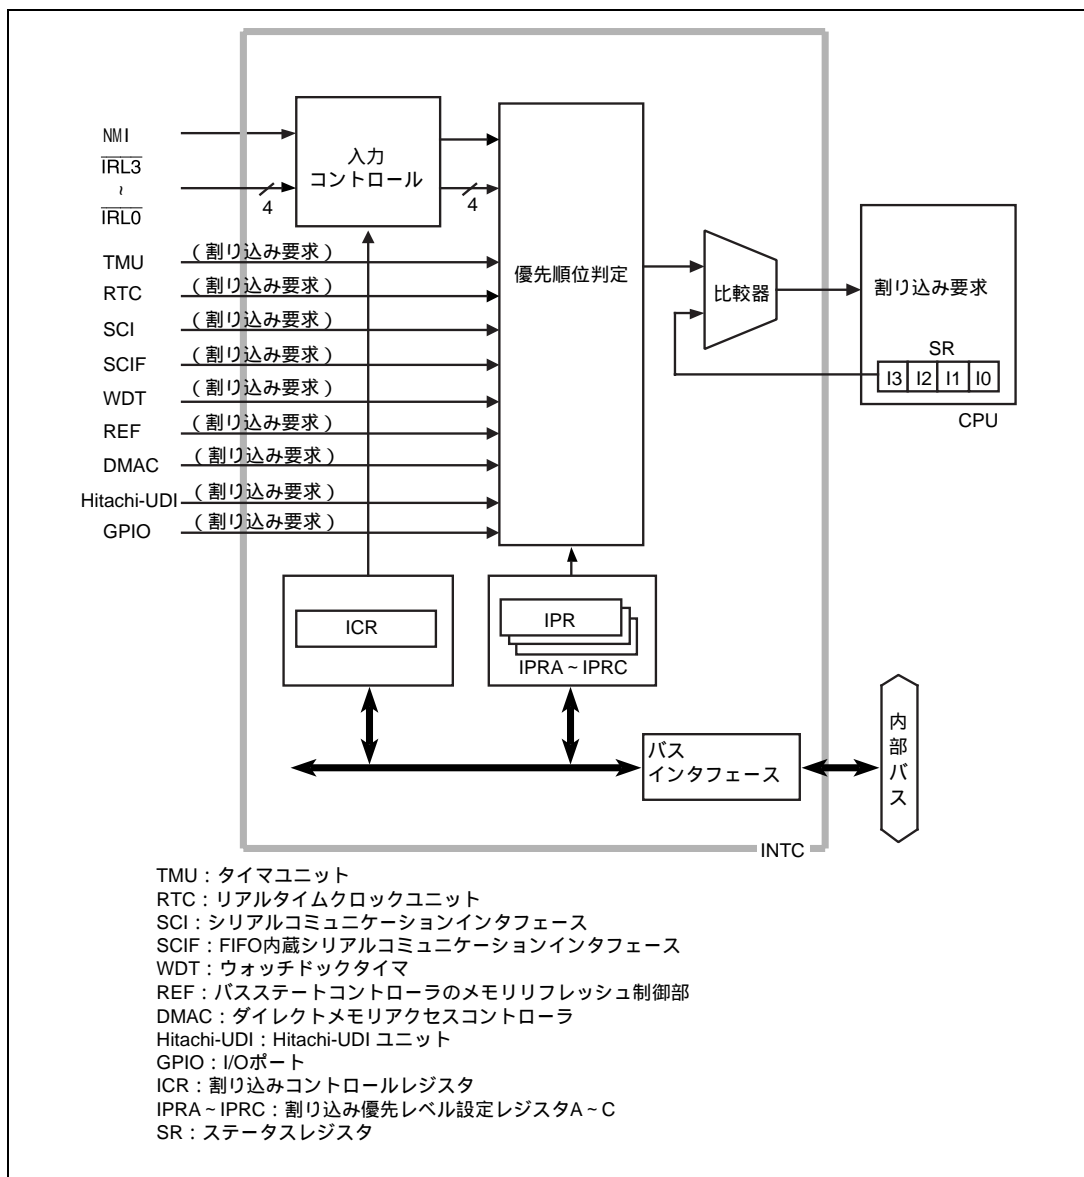 NMI
IRL3
~
IRL0
4
入力
コントロール
4
TMU (割り込み要求)
RTC (割り込み要求)
SCI (割り込み要求)
SCIF (割り込み要求)
WDT (割り込み要求)
REF (割り込み要求)
DMAC (割り込み要求)
Hitachi-UDI (割り込み要求)
GPIO (割り込み要求)
優先順位判定
比較器
割り込み要求
SR
I3 I2 I1 I0
CPU
ICR
IPR
IPRA~IPRC
バス
インタフェース
内部バス
INTC
TMU:タイマユニット
RTC:リアルタイムクロックユニット
SCI:シリアルコミュニケーションインタフェース
SCIF:FIFO内蔵シリアルコミュニケーションインタフェース
WDT:ウォッチドックタイマ
REF:バスステートコントローラのメモリリフレッシュ制御部
DMAC:ダイレクトメモリアクセスコントローラ
Hitachi-UDI:Hitachi-UDI ユニット
GPIO:I/Oポート
ICR:割り込みコントロールレジスタ
IPRA~IPRC:割り込み優先レベル設定レジスタA~C
SR:ステータスレジスタ